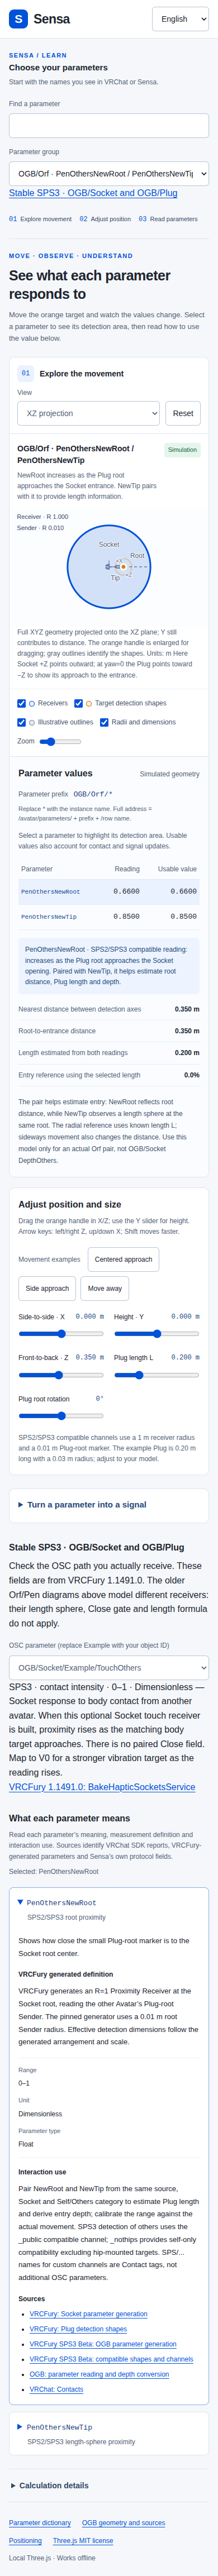 S Sensa
English
SENSA / LEARN
Choose your parameters
Start with the names you see in VRChat or Sensa.
Find a parameter
Parameter group
OGB/Orf · PenOthersNewRoot / PenOthersNewTip
Stable SPS3 · OGB/Socket and OGB/Plug
01 Explore movement 02 Adjust position 03 Read parameters
MOVE · OBSERVE · UNDERSTAND
See what each parameter
responds to
Move the orange target and watch the values change. Select
a parameter to see its detection area, then read how to use
the value below.
01 Explore the movement
View
XZ projection
Reset
OGB/Orf · PenOthersNewRoot /
PenOthersNewTip
Simulation
NewRoot increases as the Plug root
approaches the Socket entrance. NewTip pairs
with it to provide length information.
Receiver · R 1.000
Sender · R 0.010
Socket
Root
Tip
Full XYZ geometry projected into the XZ plane; Y still
contributes to distance. The orange handle is enlarged for
dragging; gray outlines identify the shapes. Units: m Here
Socket +Z points outward; at yaw=0 the Plug points toward
−Z to show its approach to the entrance.
Receivers Target detection shapes
Illustrative outlines Radii and dimensions
Zoom
Parameter values
Simulated geometry
Parameter prefix OGB/Orf/*
Replace * with the instance name. Full address =
/avatar/parameters/ + prefix + /row name.
Select a parameter to highlight its detection area. Usable
values also account for contact and signal updates.
Parameter Reading Usable value
PenOthersNewRoot 0.6600 0.6600
PenOthersNewTip 0.8500 0.8500
PenOthersNewRoot · SPS2/SPS3 compatible reading:
increases as the Plug root approaches the Socket
opening. Paired with NewTip, it helps estimate root
distance, Plug length and depth.
Nearest distance between detection axes 0.350 m
Root-to-entrance distance 0.350 m
Length estimated from both readings 0.200 m
Entry reference using the selected length 0.0%
The pair helps estimate entry: NewRoot reflects root
distance, while NewTip observes a length sphere at the
same root. The radial reference uses known length L;
sideways movement also changes the distance. Use this
model only for an actual Orf pair, not OGB/Socket
DepthOthers.
Adjust position and size
Drag the orange handle in X/Z; use the Y slider for height.
Arrow keys: left/right Z, up/down X; Shift moves faster.
Movement examples
Centered approach
Side approach
Move away
Side-to-side · X 0.000 m
Height · Y 0.000 m
Front-to-back · Z 0.350 m
Plug length L 0.200 m
Plug root rotation 0°
SPS2/SPS3 compatible channels use a 1 m receiver radius
and a 0.01 m Plug-root marker. The example Plug is 0.20 m
long with a 0.03 m radius; adjust to your model.
Turn a parameter into a signal
Stable SPS3 · OGB/Socket and OGB/Plug
Check the OSC path you actually receive. These
fields are from VRCFury 1.1491.0. The older
Orf/Pen diagrams above model different receivers:
their length sphere, Close gate and length formula
do not apply.
OSC parameter (replace Example with your object ID)
OGB/Socket/Example/TouchOthers
SPS3 · contact intensity · 0–1 · Dimensionless —
Socket response to body contact from another
avatar. When this optional Socket touch receiver
is built, proximity rises as the matching body
target approaches. There is no paired Close field.
Map to V0 for a stronger vibration target as the
reading rises.
VRCFury 1.1491.0: BakeHapticSocketsService
What each parameter means
Read each parameter's meaning, measurement definition and
interaction use. Sources identify VRChat SDK reports, VRCFury-
generated parameters and Sensa's own protocol fields.
Selected: PenOthersNewRoot
PenOthersNewRoot
SPS2/SPS3 root proximity
Shows how close the small Plug-root marker is to the
Socket root center.
VRCFury generated definition
VRCFury generates an R=1 Proximity Receiver at the
Socket root, reading the other Avatar's Plug-root
Sender. The pinned generator uses a 0.01 m root
Sender radius. Effective detection dimensions follow the
generated arrangement and scale.
Range
0–1
Unit
Dimensionless
Parameter type
Float
Interaction use
Pair NewRoot and NewTip from the same source,
Socket and Self/Others category to estimate Plug length
and derive entry depth; calibrate the range against the
actual movement. SPS3 detection of others uses the
_public compatible channel; _nothips provides self-only
compatibility excluding hip-mounted targets. SPS/...
names for custom channels are Contact tags, not
additional OSC parameters.
Sources
VRCFury: Socket parameter generation
VRCFury: Plug detection shapes
VRCFury SPS3 Beta: OGB parameter generation
VRCFury SPS3 Beta: compatible shapes and channels
OGB: parameter reading and depth conversion
VRChat: Contacts
PenOthersNewTip
SPS2/SPS3 length-sphere proximity
Calculation details
Parameter dictionary OGB geometry and sources
Positioning Three.js MIT license
Local Three.js · Works offline